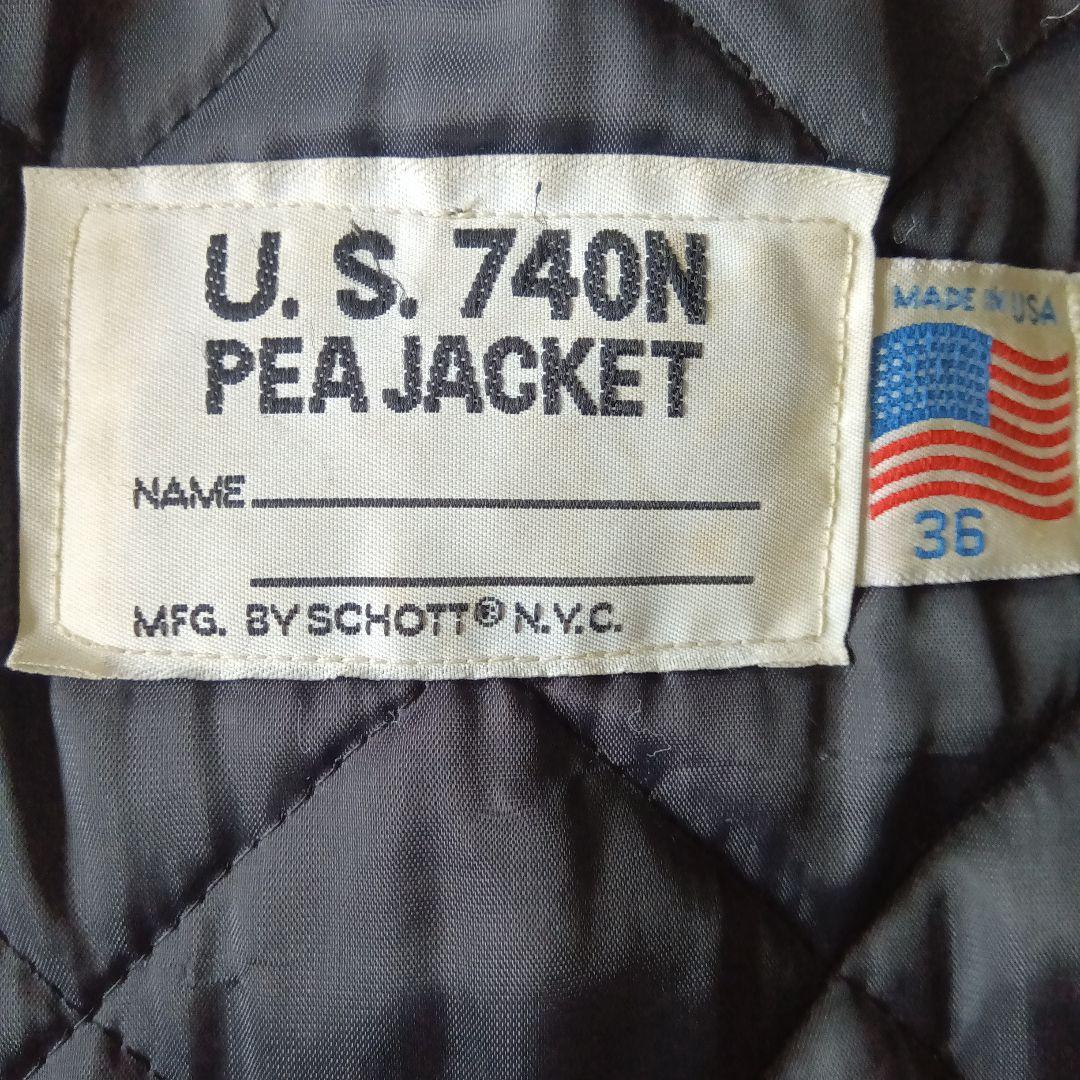 U. S. 740N
PEA JACKET
NAME
MFG. BY SCHOTT® N.Y.C.
MADE IN USA
36